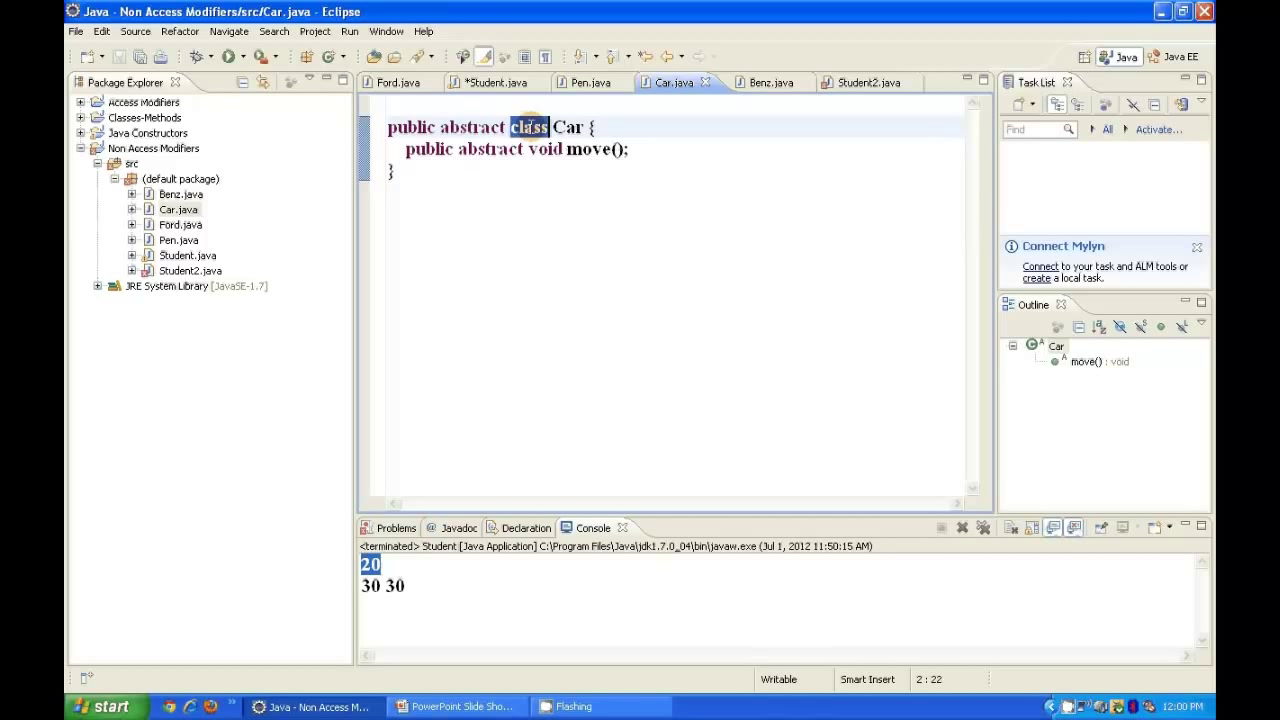 Java - Non Access Modifiers/src/Car.java - Eclipse
File Edit Source Refactor Navigate Search Project Run Window Help
Java Java EE
Package Explorer
Access Modifiers
Classes-Methods
Java Constructors
Non Access Modifiers
src
(default package)
Benz.java
Car.java
Ford.java
Pen.java
Student.java
Student2.java
JRE System Library [JavaSE-1.7]
Ford.java *Student.java Pen.java Car.java Benz.java Student2.java
public abstract class Car {
public abstract void move();
}
Task List
Find All Activate...
Connect Mylyn
Connect to your task and ALM tools or
create a local task.
Outline
Car
move() : void
Problems Javadoc Declaration Console
<terminated> Student [Java Application] C:\Program Files\Java\jdk1.7.0_04\bin\javaw.exe (Jul 1, 2012 11:50:15 AM)
20
30 30
Writable Smart Insert 2 : 22
start Java - Non Access M... PowerPoint Slide Sho... Flashing 12:00 PM